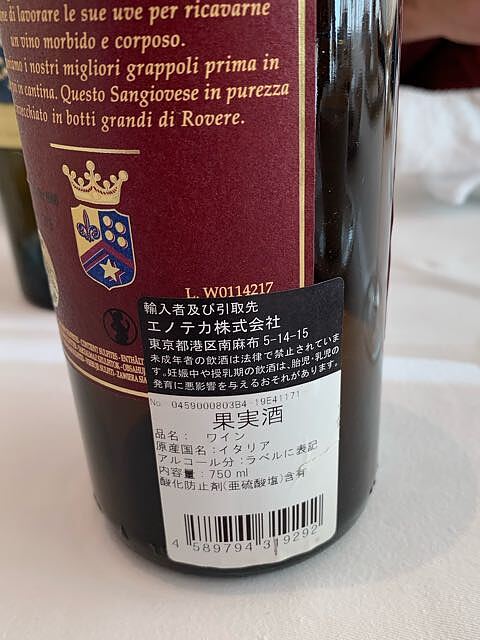 di lavorare le sue uve per ricavarne
un vino morbido e corposo.
i nostri migliori grappoli prima in
in cantina. Questo Sangiovese in purezza
in botti grandi di Rovere.
L. W0114217
輸入者及び引取先
エノテカ株式会社
東京都港区南麻布 5-14-15
未成年者の飲酒は法律で禁止されていま
す。妊娠中や授乳期の飲酒は、胎児・乳児の
発育に悪影響を与えるおそれがあります。
No. 0459000803B4-19E41171
果実酒
品名： ワイン
原産国名：イタリア
アルコール分：ラベルに表記
内容量：750 ml
酸化防止剤(亜硫酸塩)含有
4 589794 319292